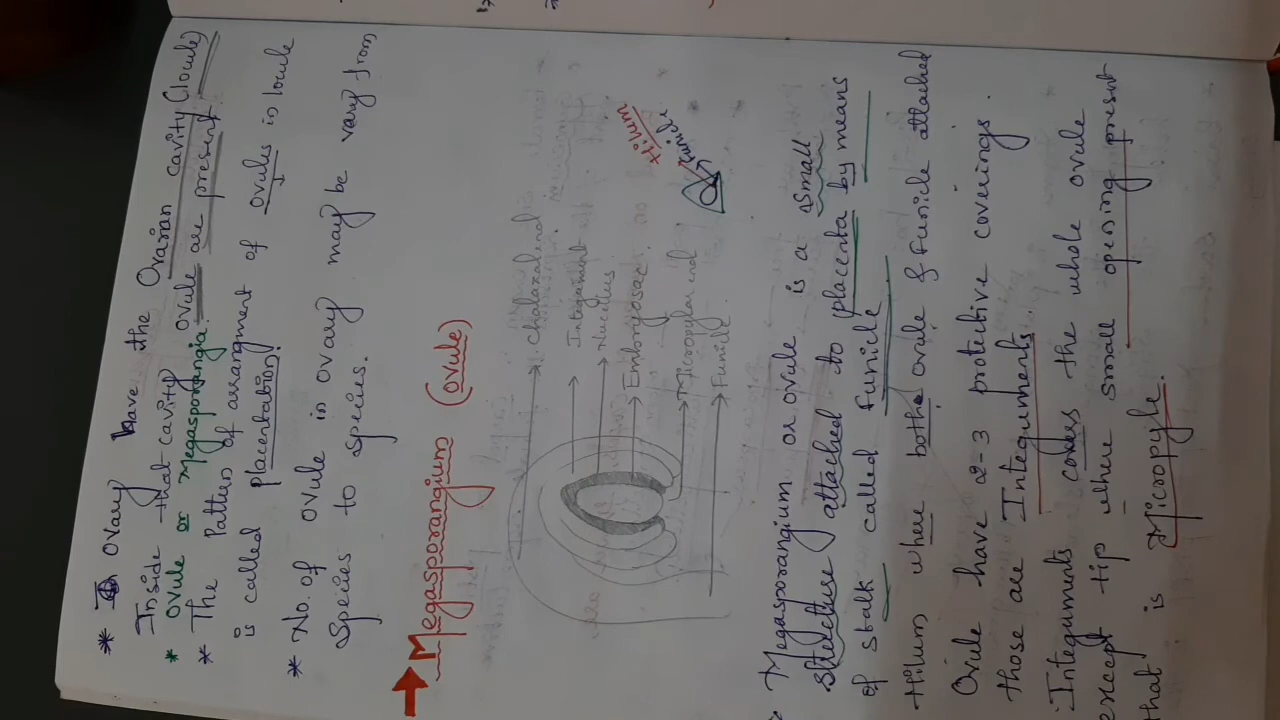 * Ovary have the Ovarian cavity (locule)
Inside that cavity ovule are present.
* Ovule or Megasporangia.
* The Pattern of arrangment of ovules in locule
is called placentation.
* No. of ovule in ovary may be vary from
Species to Species.
Megasporangium (ovule)
chalazal end
Integument
Nucellus
Embryosac
Micropylar end
Funicle
Hilum
Funicle
Megasporangium or ovule is a small
structure attached to placenta by means
of stalk called funicle
Hilum where bothe ovule & funicle attached
Ovule have 2-3 protective coverings.
those are Integuments.
Integuments covers the whole ovule
except tip where small opening present
that is Micropyle.